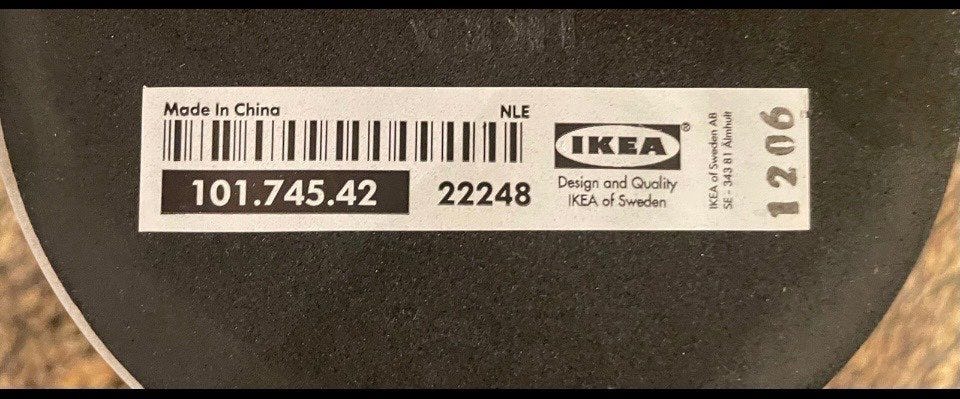 Made In China
NLE
101.745.42
22248
IKEA®
Design and Quality
IKEA of Sweden
IKEA of Sweden AB
SE - 343 81 Älmhult
1206